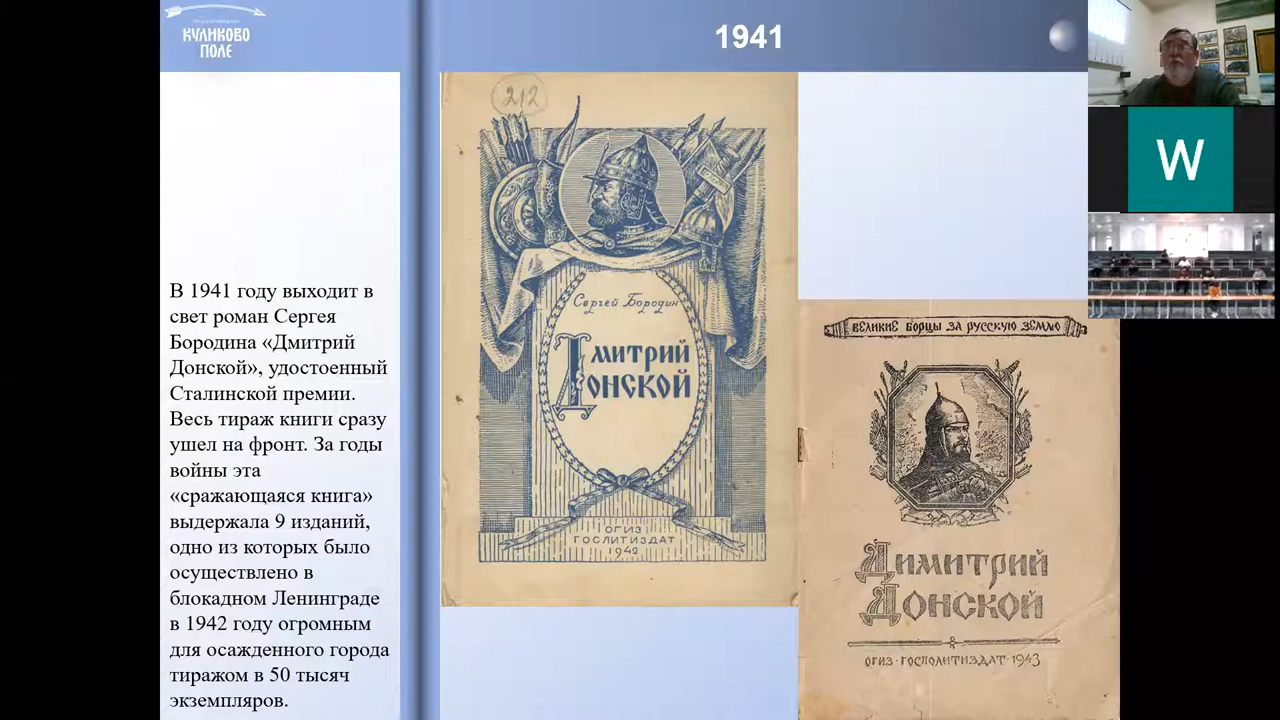 КУЛИКОВО
ПОЛЕ
1941
В 1941 году выходит в
свет роман Сергея
Бородина «Дмитрий
Донской», удостоенный
Сталинской премии.
Весь тираж книги сразу
ушел на фронт. За годы
войны эта
«сражающаяся книга»
выдержала 9 изданий,
одно из которых было
осуществлено в
блокадном Ленинграде
в 1942 году огромным
для осажденного города
тиражом в 50 тысяч
экземпляров.
212
Сергей Бородин
Дмитрий
Донской
ОГИЗ
ГОСЛИТИЗДАТ
1942
ВЕЛИКИЕ БОРЦЫ ЗА РУССКУЮ ЗЕМЛЮ
Димитрий
Донской
ОГИЗ·ГОСПОЛИТИЗДАТ·1943
W